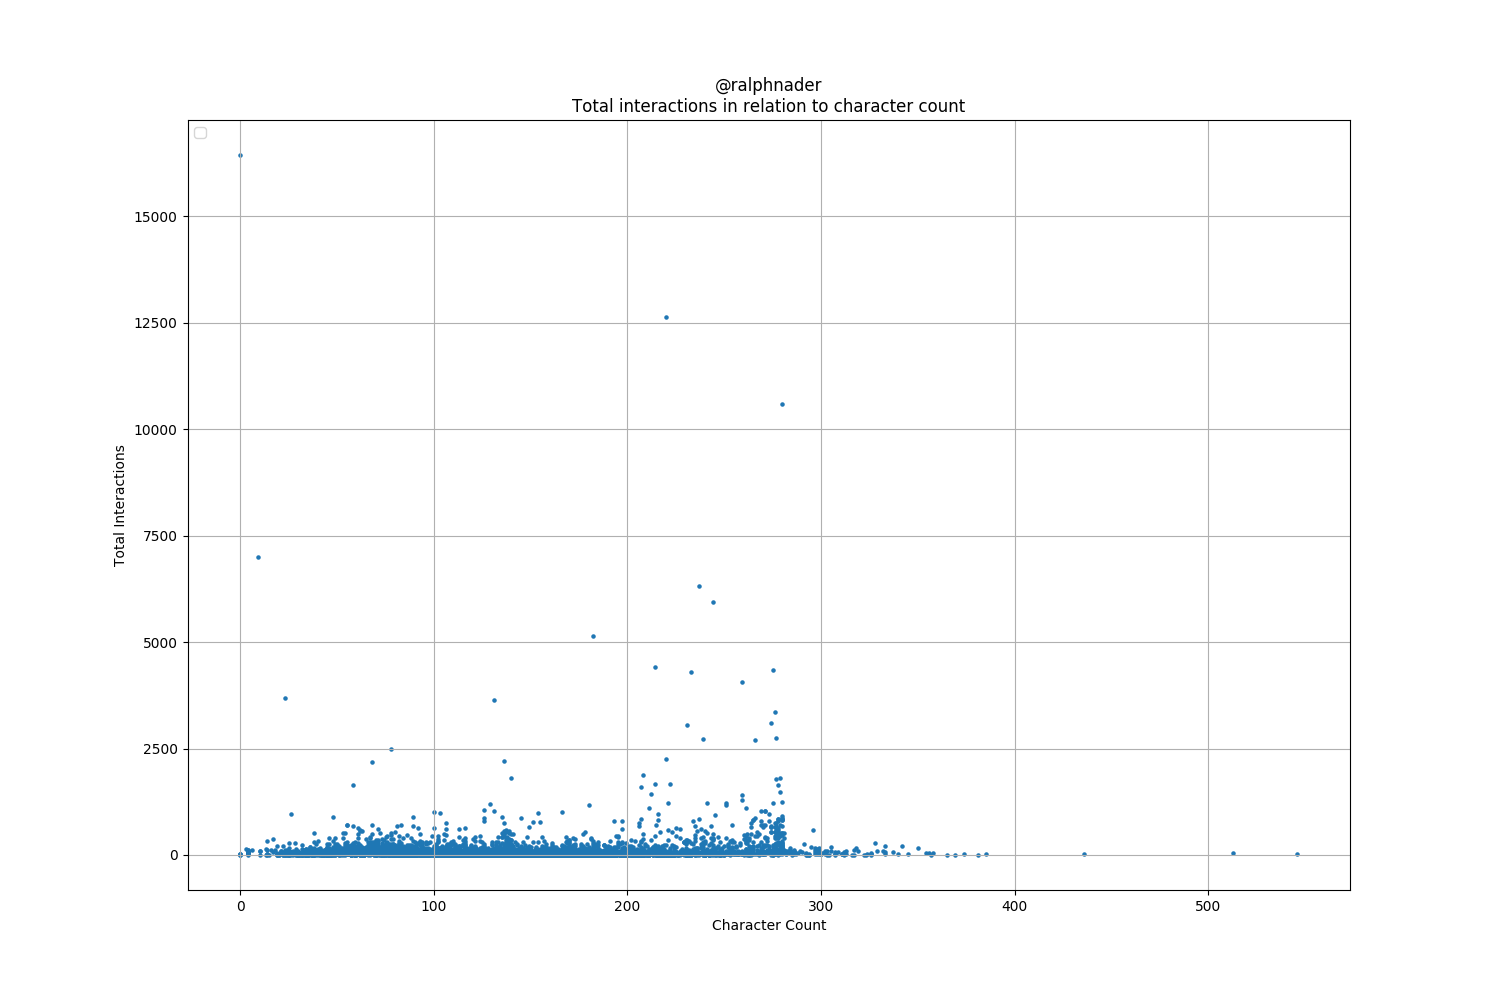 @ralphnader
Total interactions in relation to character count
15000
12500
10000
7500
5000
2500
0
Total Interactions
0 100 200 300 400 500
Character Count